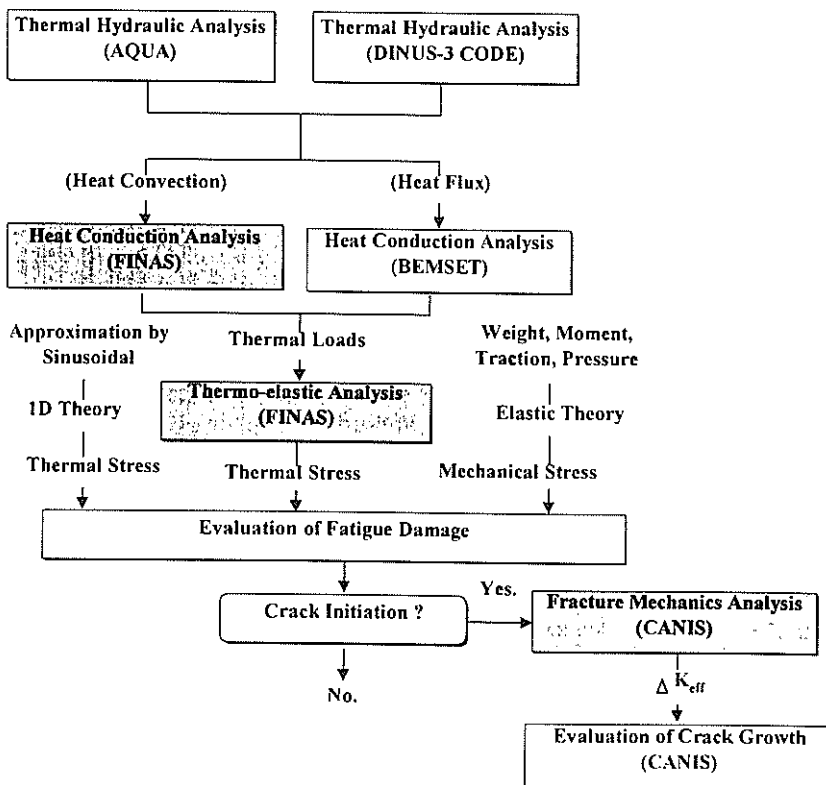 Thermal Hydraulic Analysis
(AQUA)
Thermal Hydraulic Analysis
(DINUS-3 CODE)
(Heat Convection)
(Heat Flux)
Heat Conduction Analysis
(FINAS)
Heat Conduction Analysis
(BEMSET)
Approximation by
Sinusoidal
Thermal Loads
Weight, Moment,
Traction, Pressure
1D Theory
Thermo-elastic Analysis
(FINAS)
Elastic Theory
Thermal Stress
Thermal Stress
Mechanical Stress
Evaluation of Fatigue Damage
Crack Initiation ?
Yes.
Fracture Mechanics Analysis
(CANIS)
No.
Δ K_eff
Evaluation of Crack Growth
(CANIS)